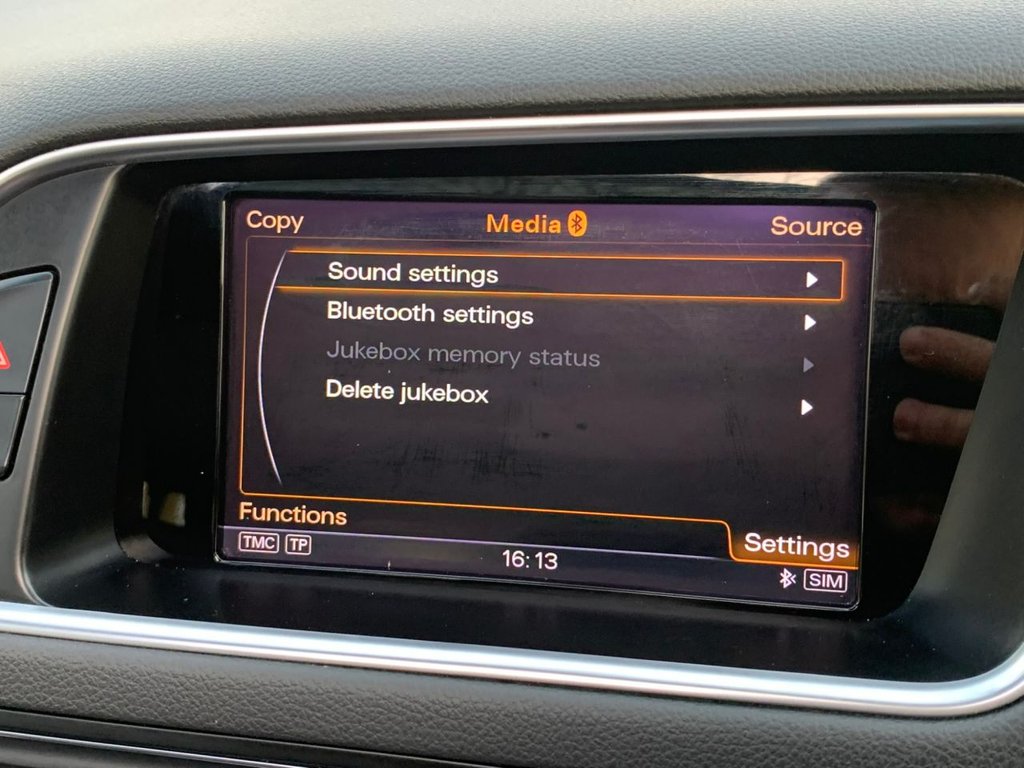 Copy Media Source
Sound settings
Bluetooth settings
Jukebox memory status
Delete jukebox
Functions
Settings
TMC TP 16:13 SIM